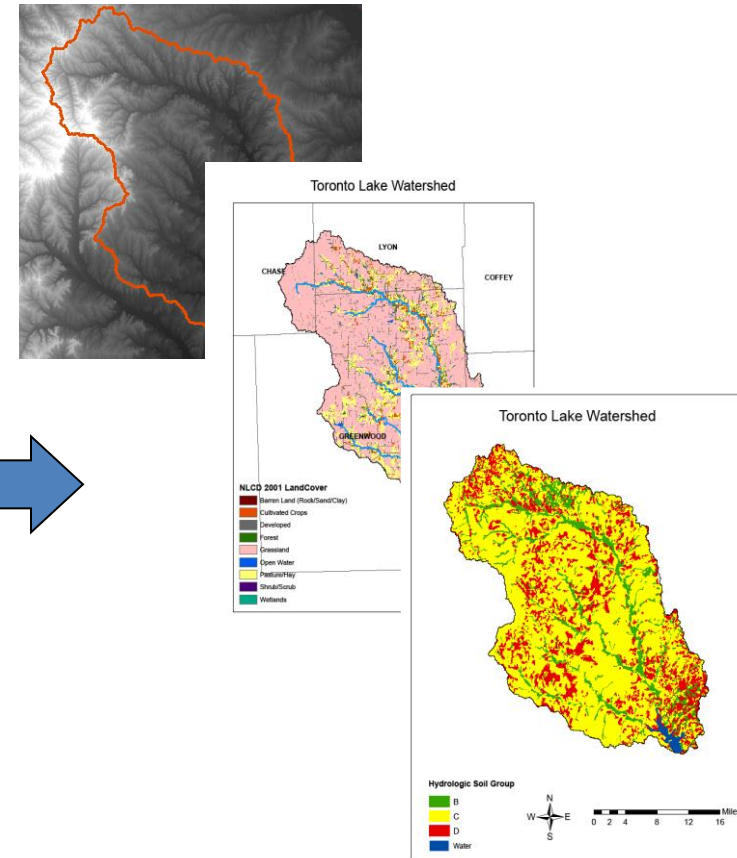 Toronto Lake Watershed
LYON
CHASE
COFFEY
GREENWOOD
NLCD 2001 LandCover
Barren Land (Rock/Sand/Clay)
Cultivated Crops
Developed
Forest
Grassland
Open Water
Pasture/Hay
Shrub/Scrub
Wetlands
Toronto Lake Watershed
Hydrologic Soil Group
B
C
D
Water
N
W E
S
Miles
0 2 4 8 12 16